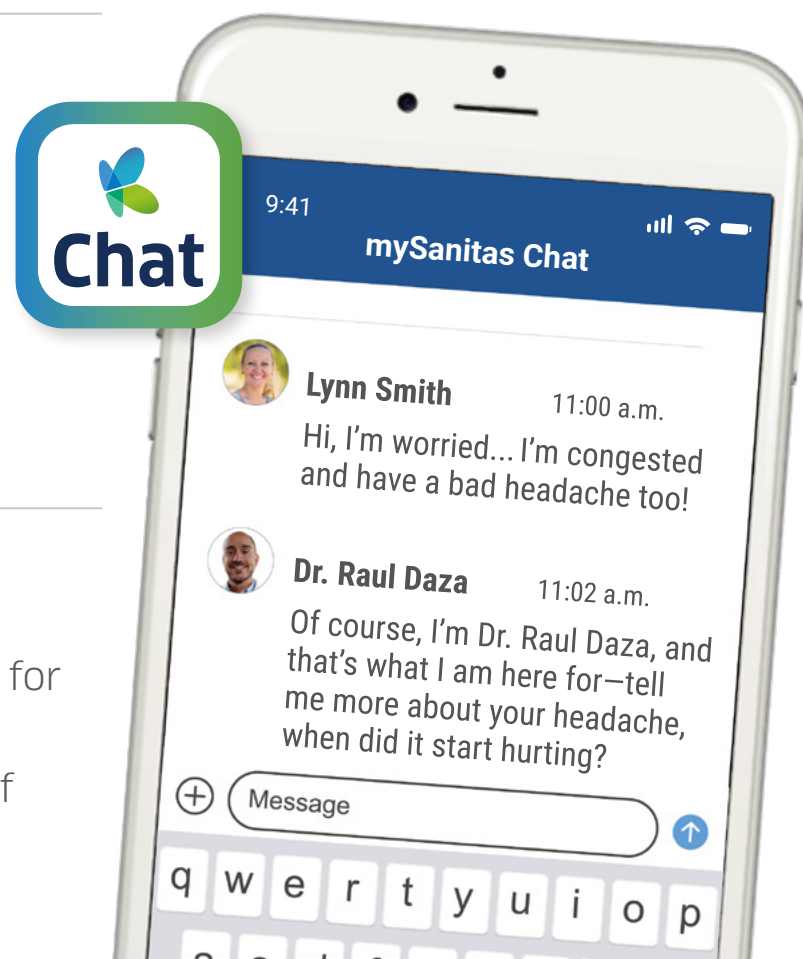 Chat
9:41
mySanitas Chat
Lynn Smith 11:00 a.m.
Hi, I’m worried... I’m congested
and have a bad headache too!
Dr. Raul Daza 11:02 a.m.
Of course, I’m Dr. Raul Daza, and
that’s what I am here for—tell
me more about your headache,
when did it start hurting?
for
f
Message
q w e r t y u i o p